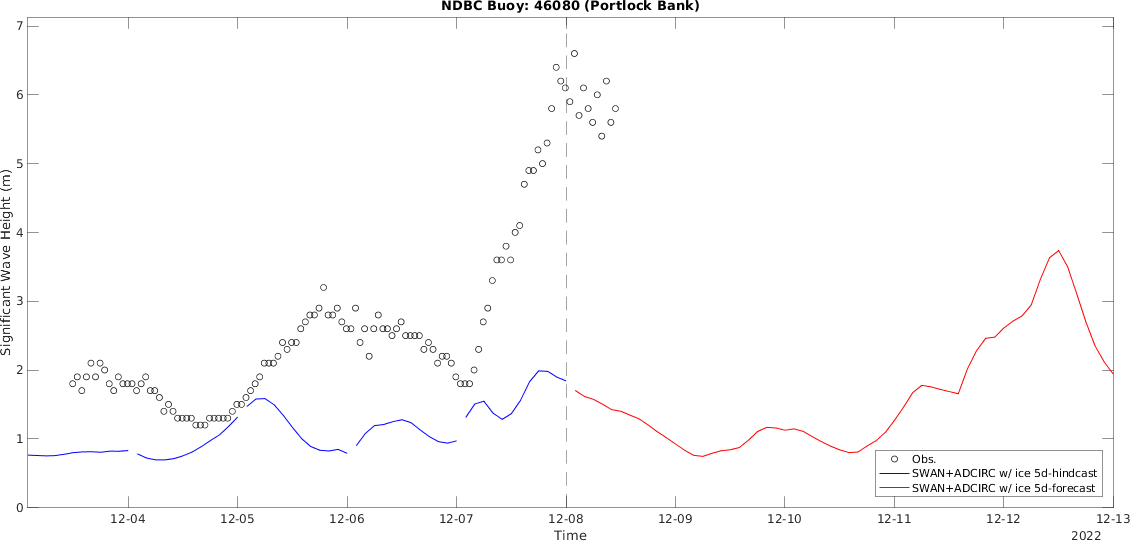 NDBC Buoy: 46080 (Portlock Bank)
Significant Wave Height (m)
7
6
5
4
3
2
1
0
Obs.
SWAN+ADCIRC w/ ice 5d-hindcast
SWAN+ADCIRC w/ ice 5d-forecast
12-04 12-05 12-06 12-07 12-08 12-09 12-10 12-11 12-12 12-13
Time
2022